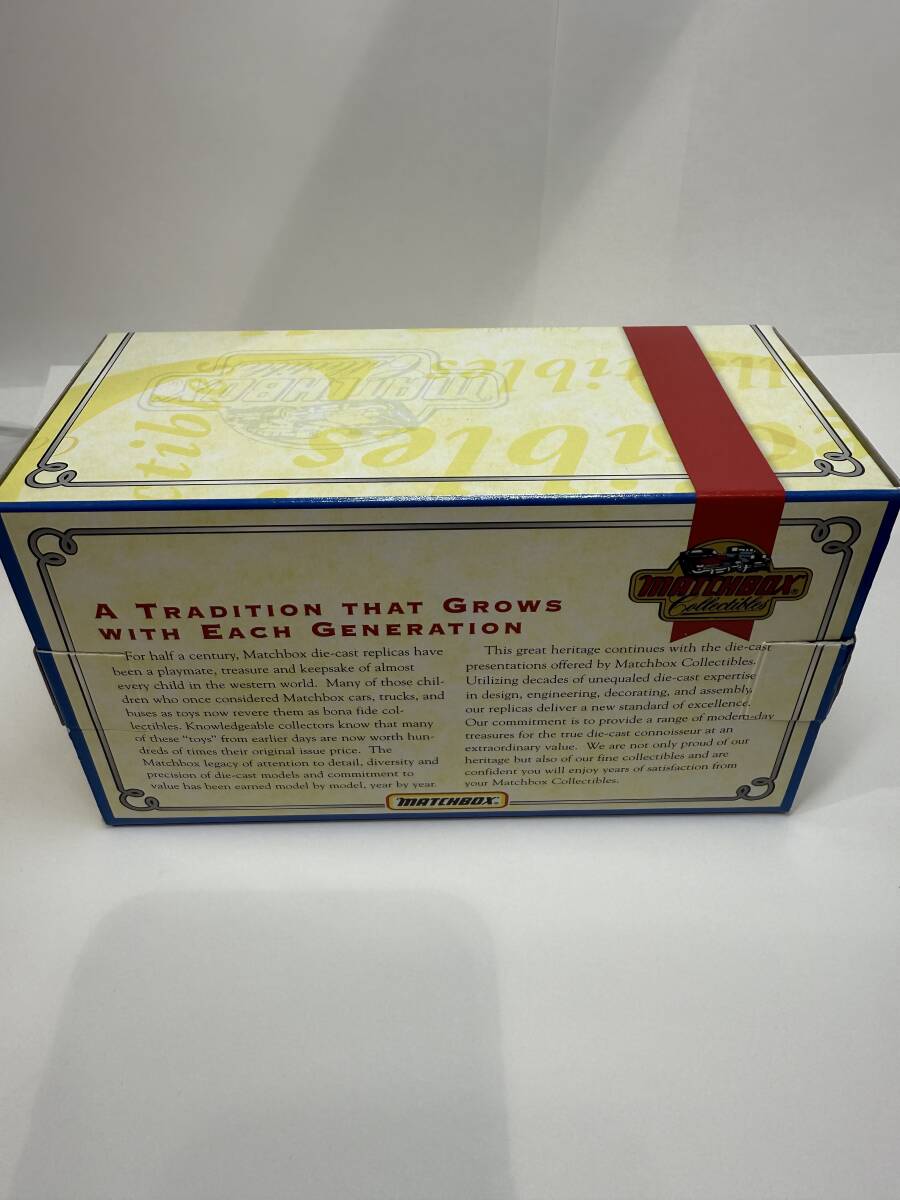 MATCHBOX
Collectibles
A TRADITION THAT GROWS
WITH EACH GENERATION
For half a century, Matchbox die-cast replicas have
been a playmate, treasure and keepsake of almost
every child in the western world. Many of those chil-
dren who once considered Matchbox cars, trucks, and
buses as toys now revere them as bona fide col-
lectibles. Knowledgeable collectors know that many
of these "toys" from earlier days are now worth hun-
dreds of times their original issue price. The
Matchbox legacy of attention to detail, diversity and
precision of die-cast models and commitment to
value has been earned model by model, year by year.
This great heritage continues with the die-cast
presentations offered by Matchbox Collectibles.
Utilizing decades of unequaled die-cast expertise
in design, engineering, decorating, and assembly,
our replicas deliver a new standard of excellence.
Our commitment is to provide a range of modern-day
treasures for the true die-cast connoisseur at an
extraordinary value. We are not only proud of our
heritage but also of our fine collectibles and are
confident you will enjoy years of satisfaction from
your Matchbox Collectibles.
MATCHBOX